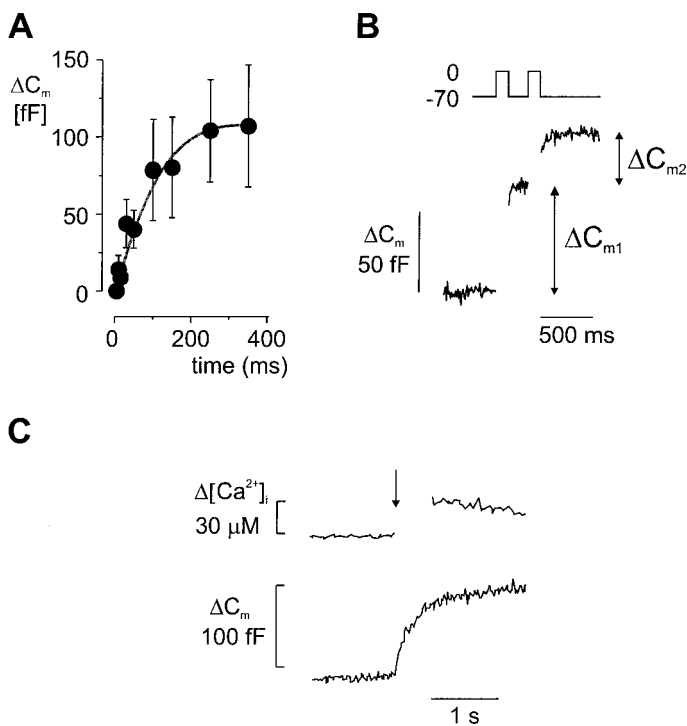 A
ΔCm
[fF]
150
100
50
0
0
200
400
time (ms)
B
0
-70
ΔCm2
ΔCm1
ΔCm
50 fF
500 ms
C
Δ[Ca2+]i
30 μM
ΔCm
100 fF
1 s